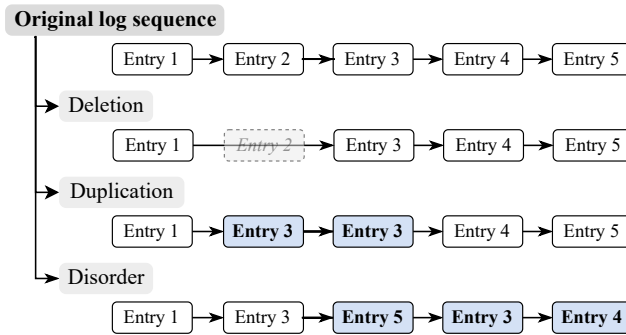 Original log sequence
Entry 1 Entry 2 Entry 3 Entry 4 Entry 5
Deletion
Entry 1 Entry 2 Entry 3 Entry 4 Entry 5
Duplication
Entry 1 Entry 3 Entry 3 Entry 4 Entry 5
Disorder
Entry 1 Entry 3 Entry 5 Entry 3 Entry 4